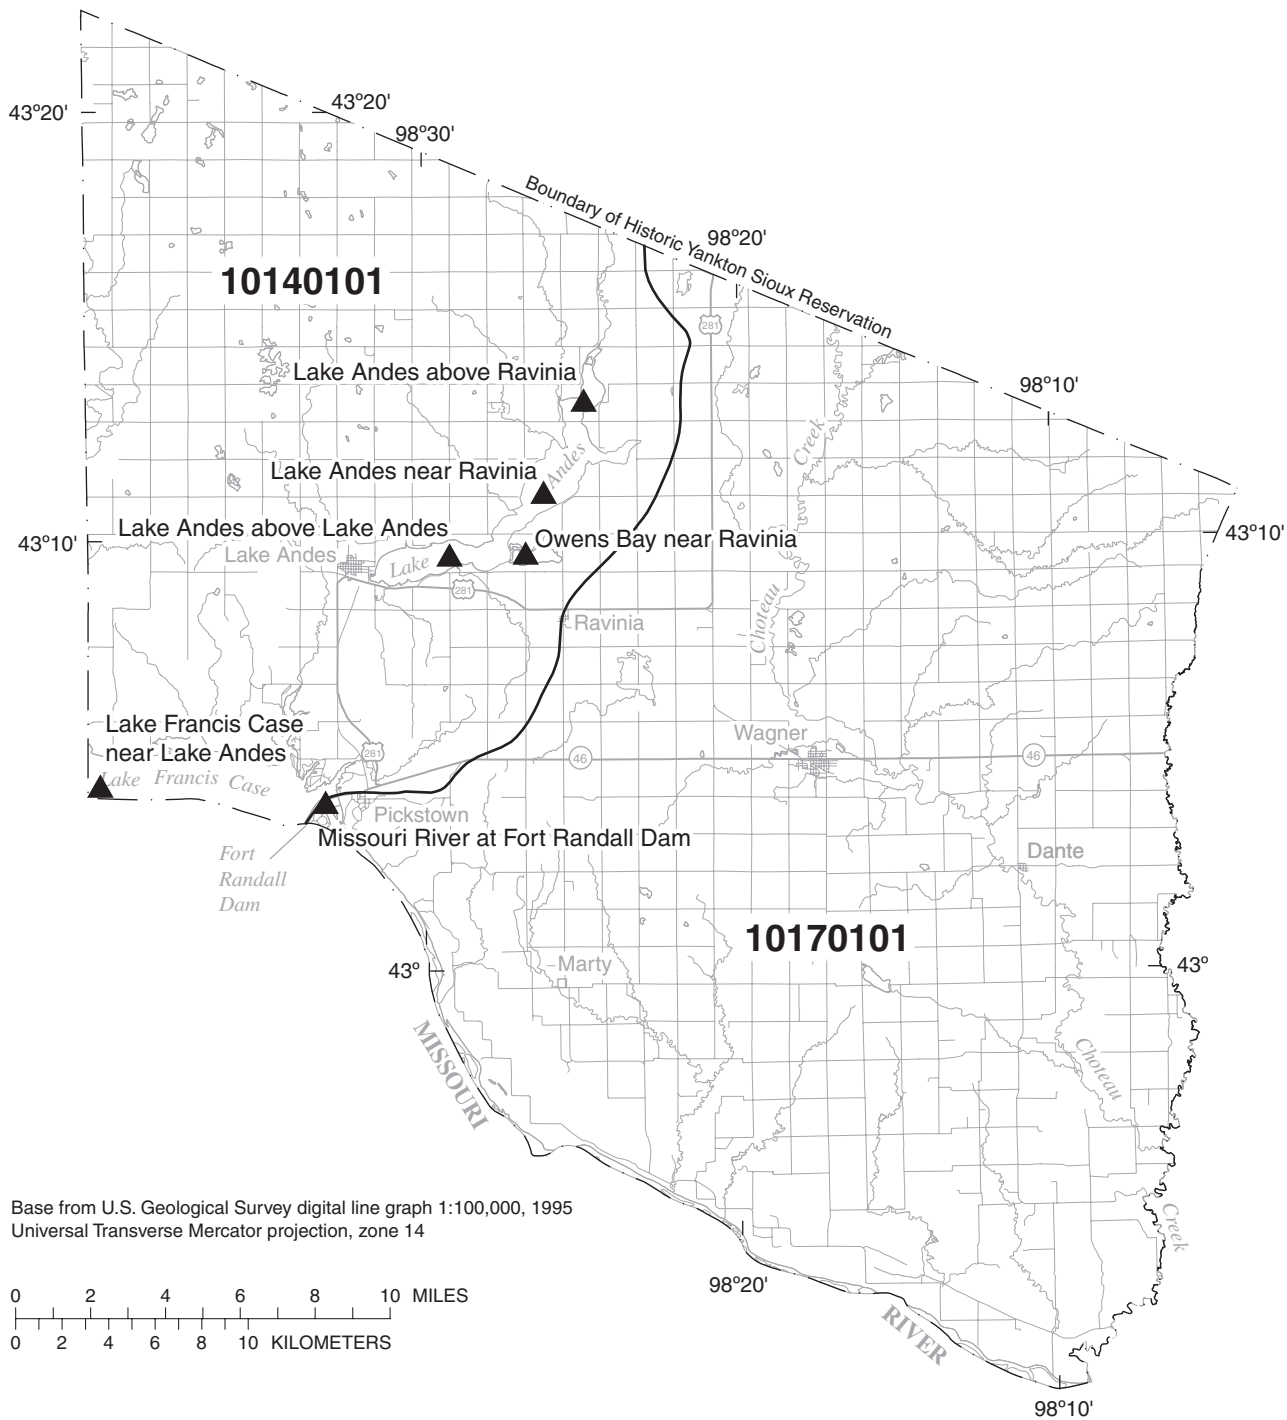 43°20'
43°20'
98°30'
Boundary of Historic Yankton Sioux Reservation
98°20'
10140101
281
Lake Andes above Ravinia
98°10'
Creek
Andes
Lake Andes near Ravinia
Lake Andes above Lake Andes
Owens Bay near Ravinia
43°10'
43°10'
Lake Andes
Lake
281
Choteau
Ravinia
Lake Francis Case
near Lake Andes
Wagner
281
46
46
Lake Francis Case
Pickstown
Missouri River at Fort Randall Dam
Fort
Randall
Dam
Dante
10170101
Marty
43°
43°
MISSOURI
Choteau
Creek
Base from U.S. Geological Survey digital line graph 1:100,000, 1995
Universal Transverse Mercator projection, zone 14
98°20'
0 2 4 6 8 10 MILES
0 2 4 6 8 10 KILOMETERS
RIVER
98°10'